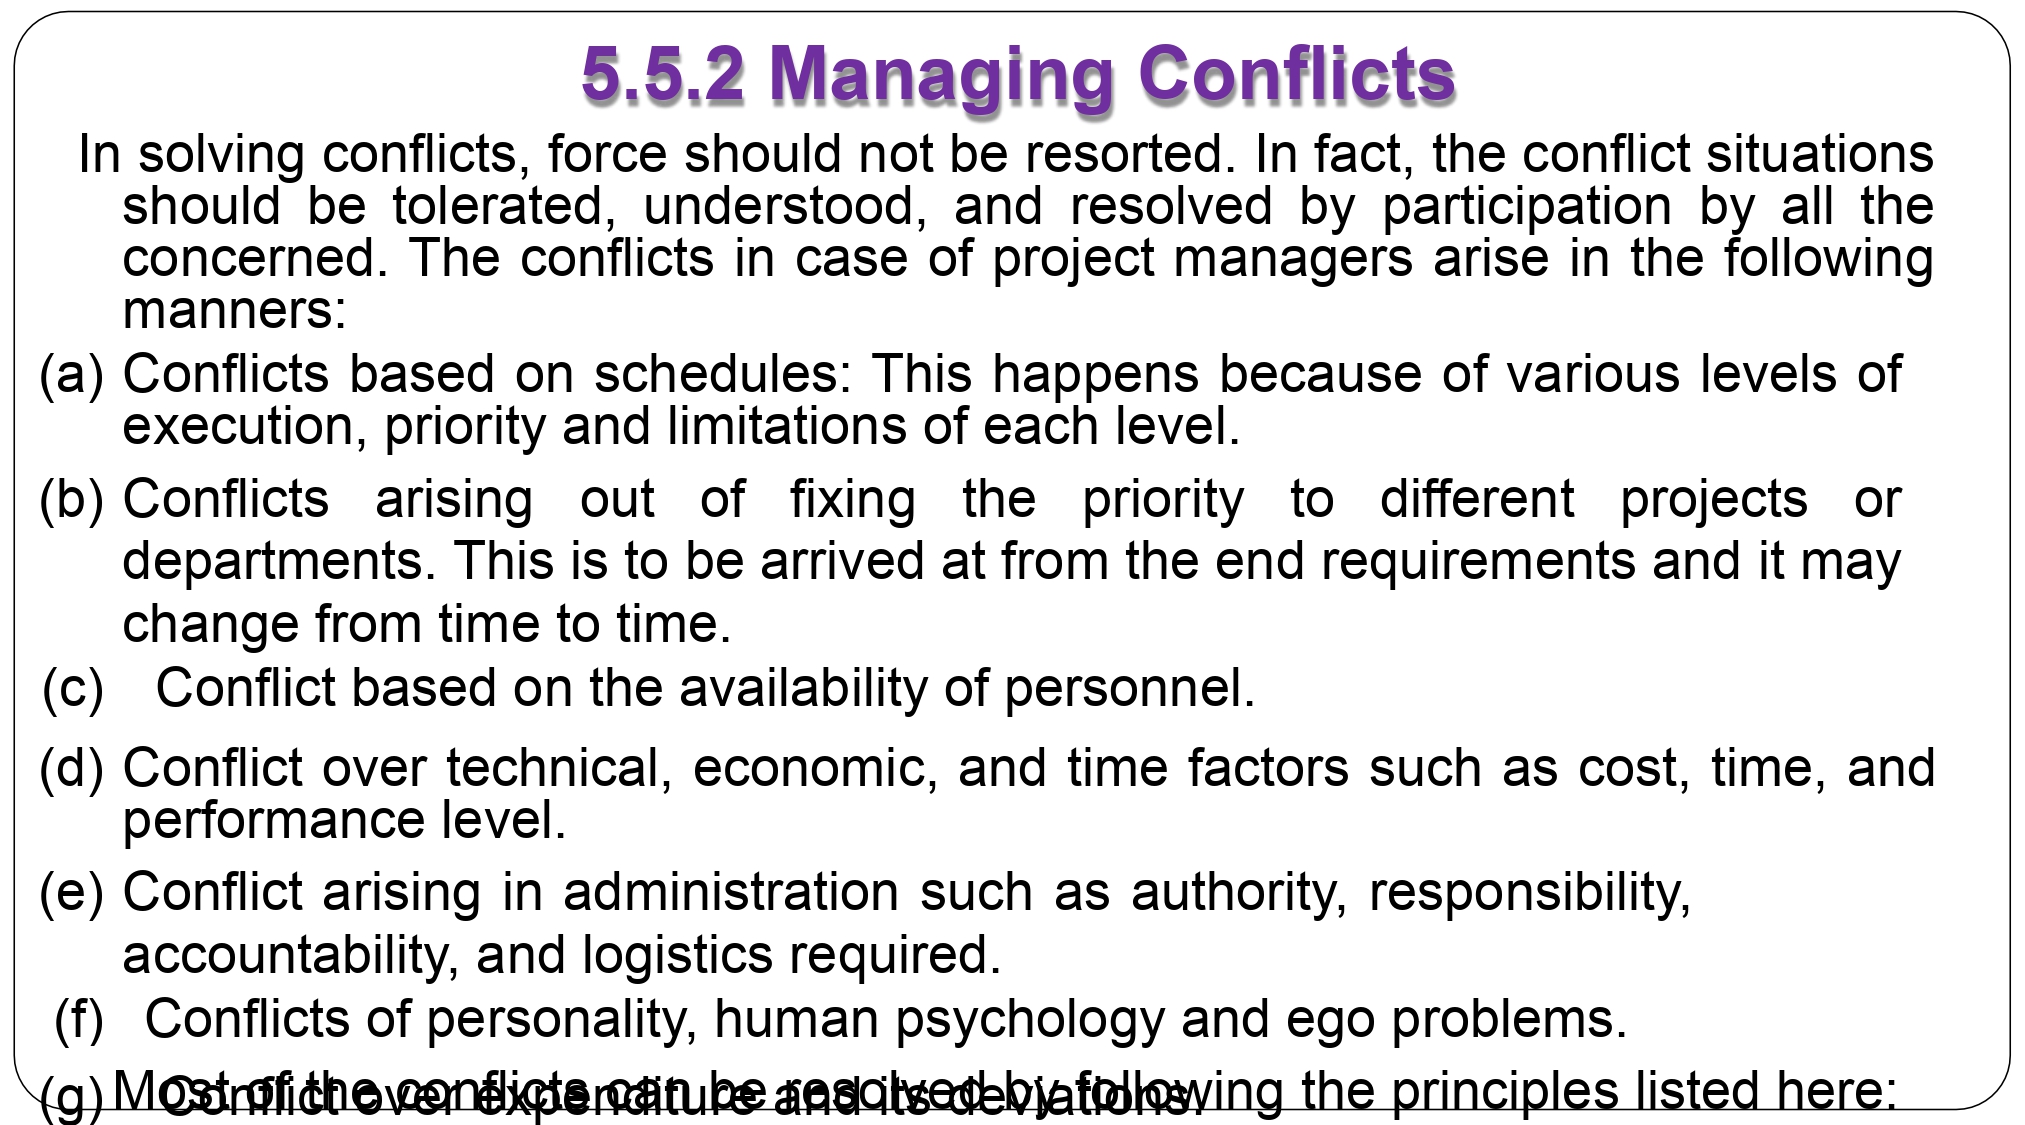 5.5.2 Managing Conflicts
In solving conflicts, force should not be resorted. In fact, the conflict situations
should be tolerated, understood, and resolved by participation by all the
concerned. The conflicts in case of project managers arise in the following
manners:
(a) Conflicts based on schedules: This happens because of various levels of
execution, priority and limitations of each level.
(b) Conflicts arising out of fixing the priority to different projects or
departments. This is to be arrived at from the end requirements and it may
change from time to time.
(c) Conflict based on the availability of personnel.
(d) Conflict over technical, economic, and time factors such as cost, time, and
performance level.
(e) Conflict arising in administration such as authority, responsibility,
accountability, and logistics required.
(f) Conflicts of personality, human psychology and ego problems.
(g) Conflict over expenditure and its deviations.
Most of the conflicts can be resolved by following the principles listed here: